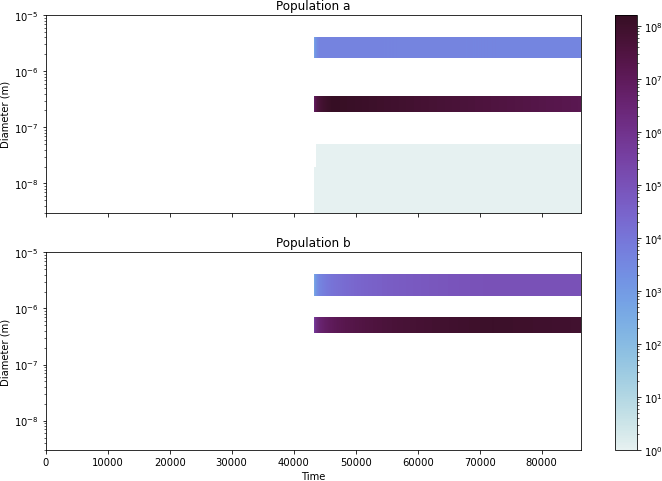 Population a
Diameter (m)
10⁻⁵
10⁻⁶
10⁻⁷
10⁻⁸
Population b
Diameter (m)
10⁻⁵
10⁻⁶
10⁻⁷
10⁻⁸
0 10000 20000 30000 40000 50000 60000 70000 80000
Time
10⁸
10⁷
10⁶
10⁵
10⁴
10³
10²
10¹
10⁰